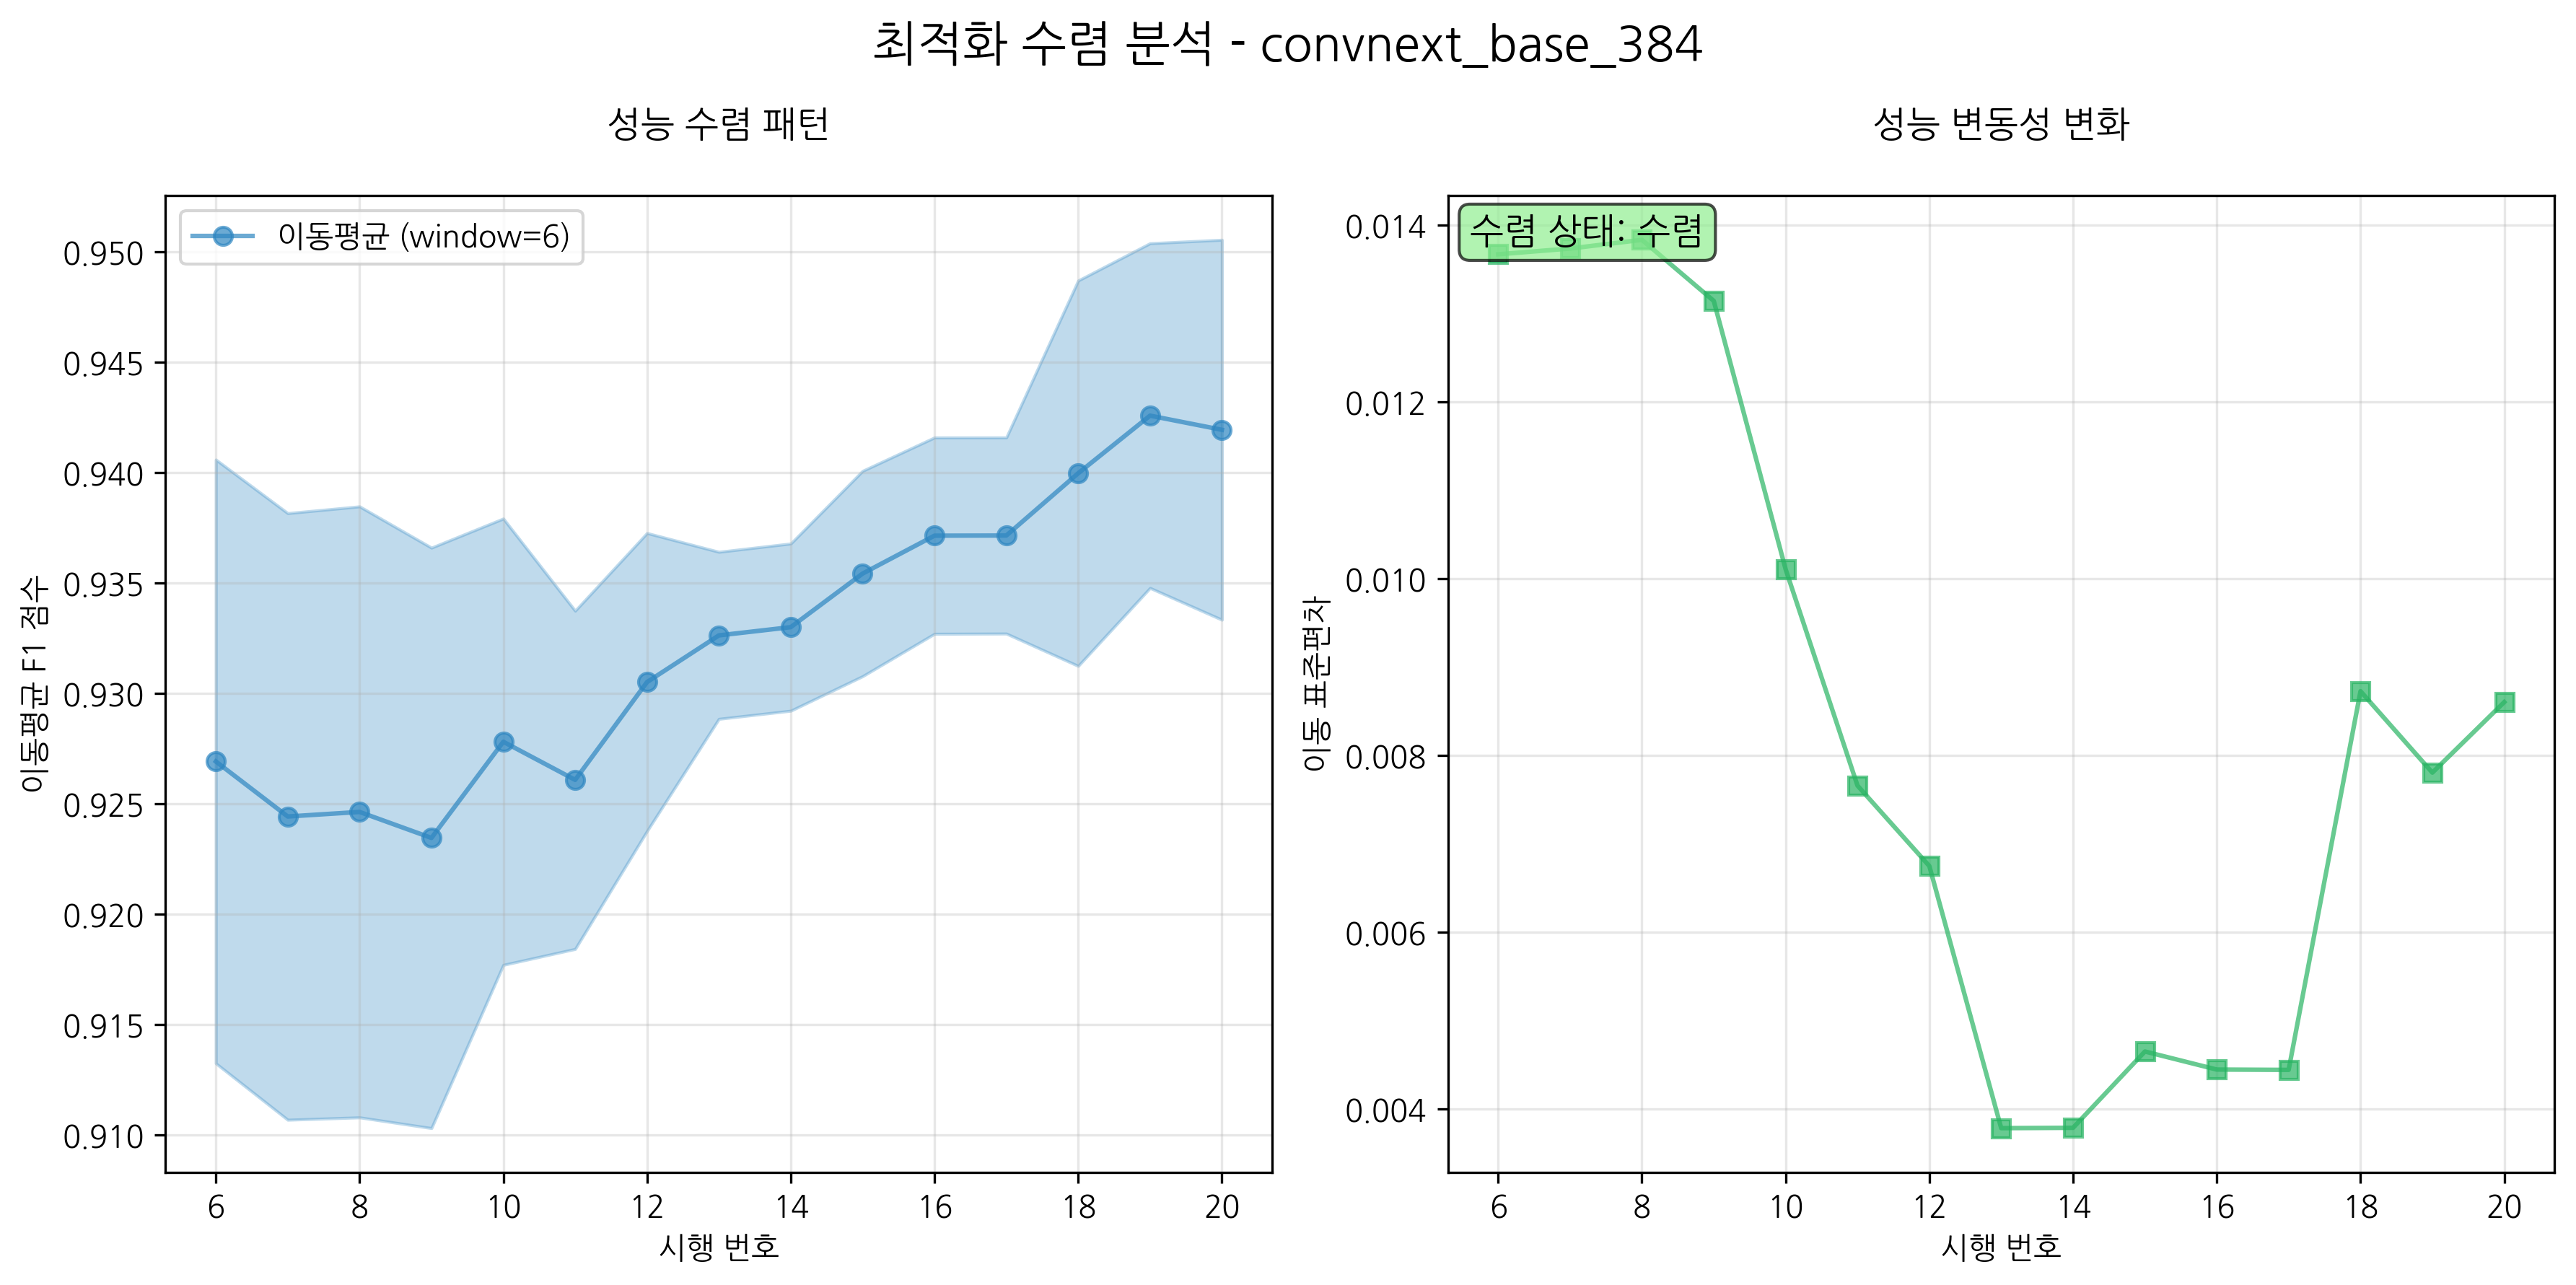 최적화 수렴 분석 - convnext_base_384
성능 수렴 패턴
이동평균 (window=6)
0.950
0.945
0.940
0.935
0.930
0.925
0.920
0.915
0.910
이동평균 F1 점수
6 8 10 12 14 16 18 20
시행 번호
성능 변동성 변화
수렴 상태: 수렴
0.014
0.012
0.010
0.008
0.006
0.004
이동 표준편차
6 8 10 12 14 16 18 20
시행 번호